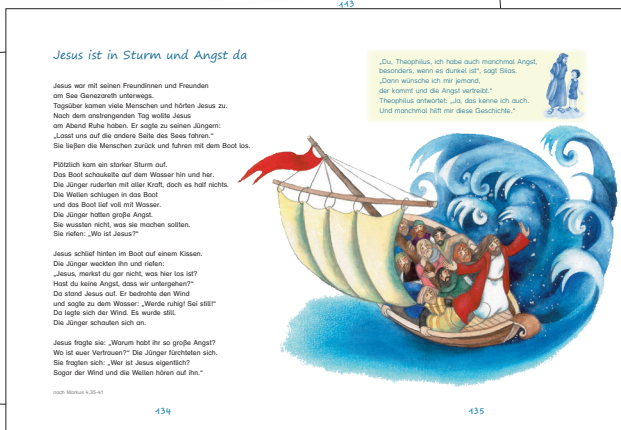 113
Jesus ist in Sturm und Angst da
Jesus war mit seinen Freundinnen und Freunden
am See Genezareth unterwegs.
Tagsüber kamen viele Menschen und hörten Jesus zu.
Nach dem anstrengenden Tag wollte Jesus
am Abend Ruhe haben. Er sagte zu seinen Jüngern:
„Lasst uns auf die andere Seite des Sees fahren.“
Sie ließen die Menschen zurück und fuhren mit dem Boot los.
Plötzlich kam ein starker Sturm auf.
Das Boot schaukelte auf dem Wasser hin und her.
Die Jünger ruderten mit aller Kraft, doch es half nichts.
Die Wellen schlugen in das Boot
und das Boot lief voll mit Wasser.
Die Jünger hatten große Angst.
Sie wussten nicht, was sie machen sollten.
Sie riefen: „Wo ist Jesus?“
Jesus schlief hinten im Boot auf einem Kissen.
Die Jünger weckten ihn und riefen:
„Jesus, merkst du gar nicht, was hier los ist?
Hast du keine Angst, dass wir untergehen?“
Da stand Jesus auf. Er bedrohte den Wind
und sagte zu dem Wasser: „Werde ruhig! Sei still!“
Da legte sich der Wind. Es wurde still.
Die Jünger schauten sich an.
Jesus fragte sie: „Warum habt ihr so große Angst?
Wo ist euer Vertrauen?“ Die Jünger fürchteten sich.
Sie fragten sich: „Wer ist Jesus eigentlich?
Sogar der Wind und die Wellen hören auf ihn.“
nach Markus 4,35-41
134
„Du, Theophilus, ich habe auch manchmal Angst,
besonders, wenn es dunkel ist“, sagt Silas.
„Dann wünsche ich mir jemand,
der kommt und die Angst vertreibt.“
Theophilus antwortet: „Ja, das kenne ich auch.
Und manchmal hilft mir diese Geschichte.“
135